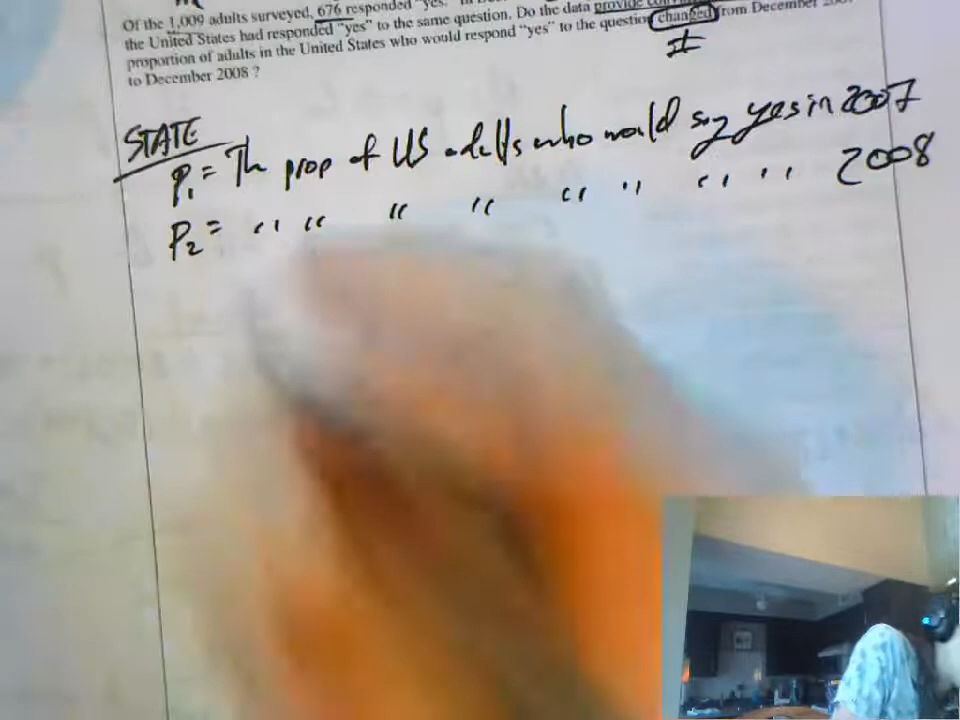 Of the 1,009 adults surveyed, 676 responded "yes."
the United States had responded "yes" to the same question. Do the data provide
proportion of adults in the United States who would respond "yes" to the question changed from December
to December 2008 ?
II
STATE
P₁ = The prop of US adults who would say yes in 2007
P₂ = " " " " " " " " 2008